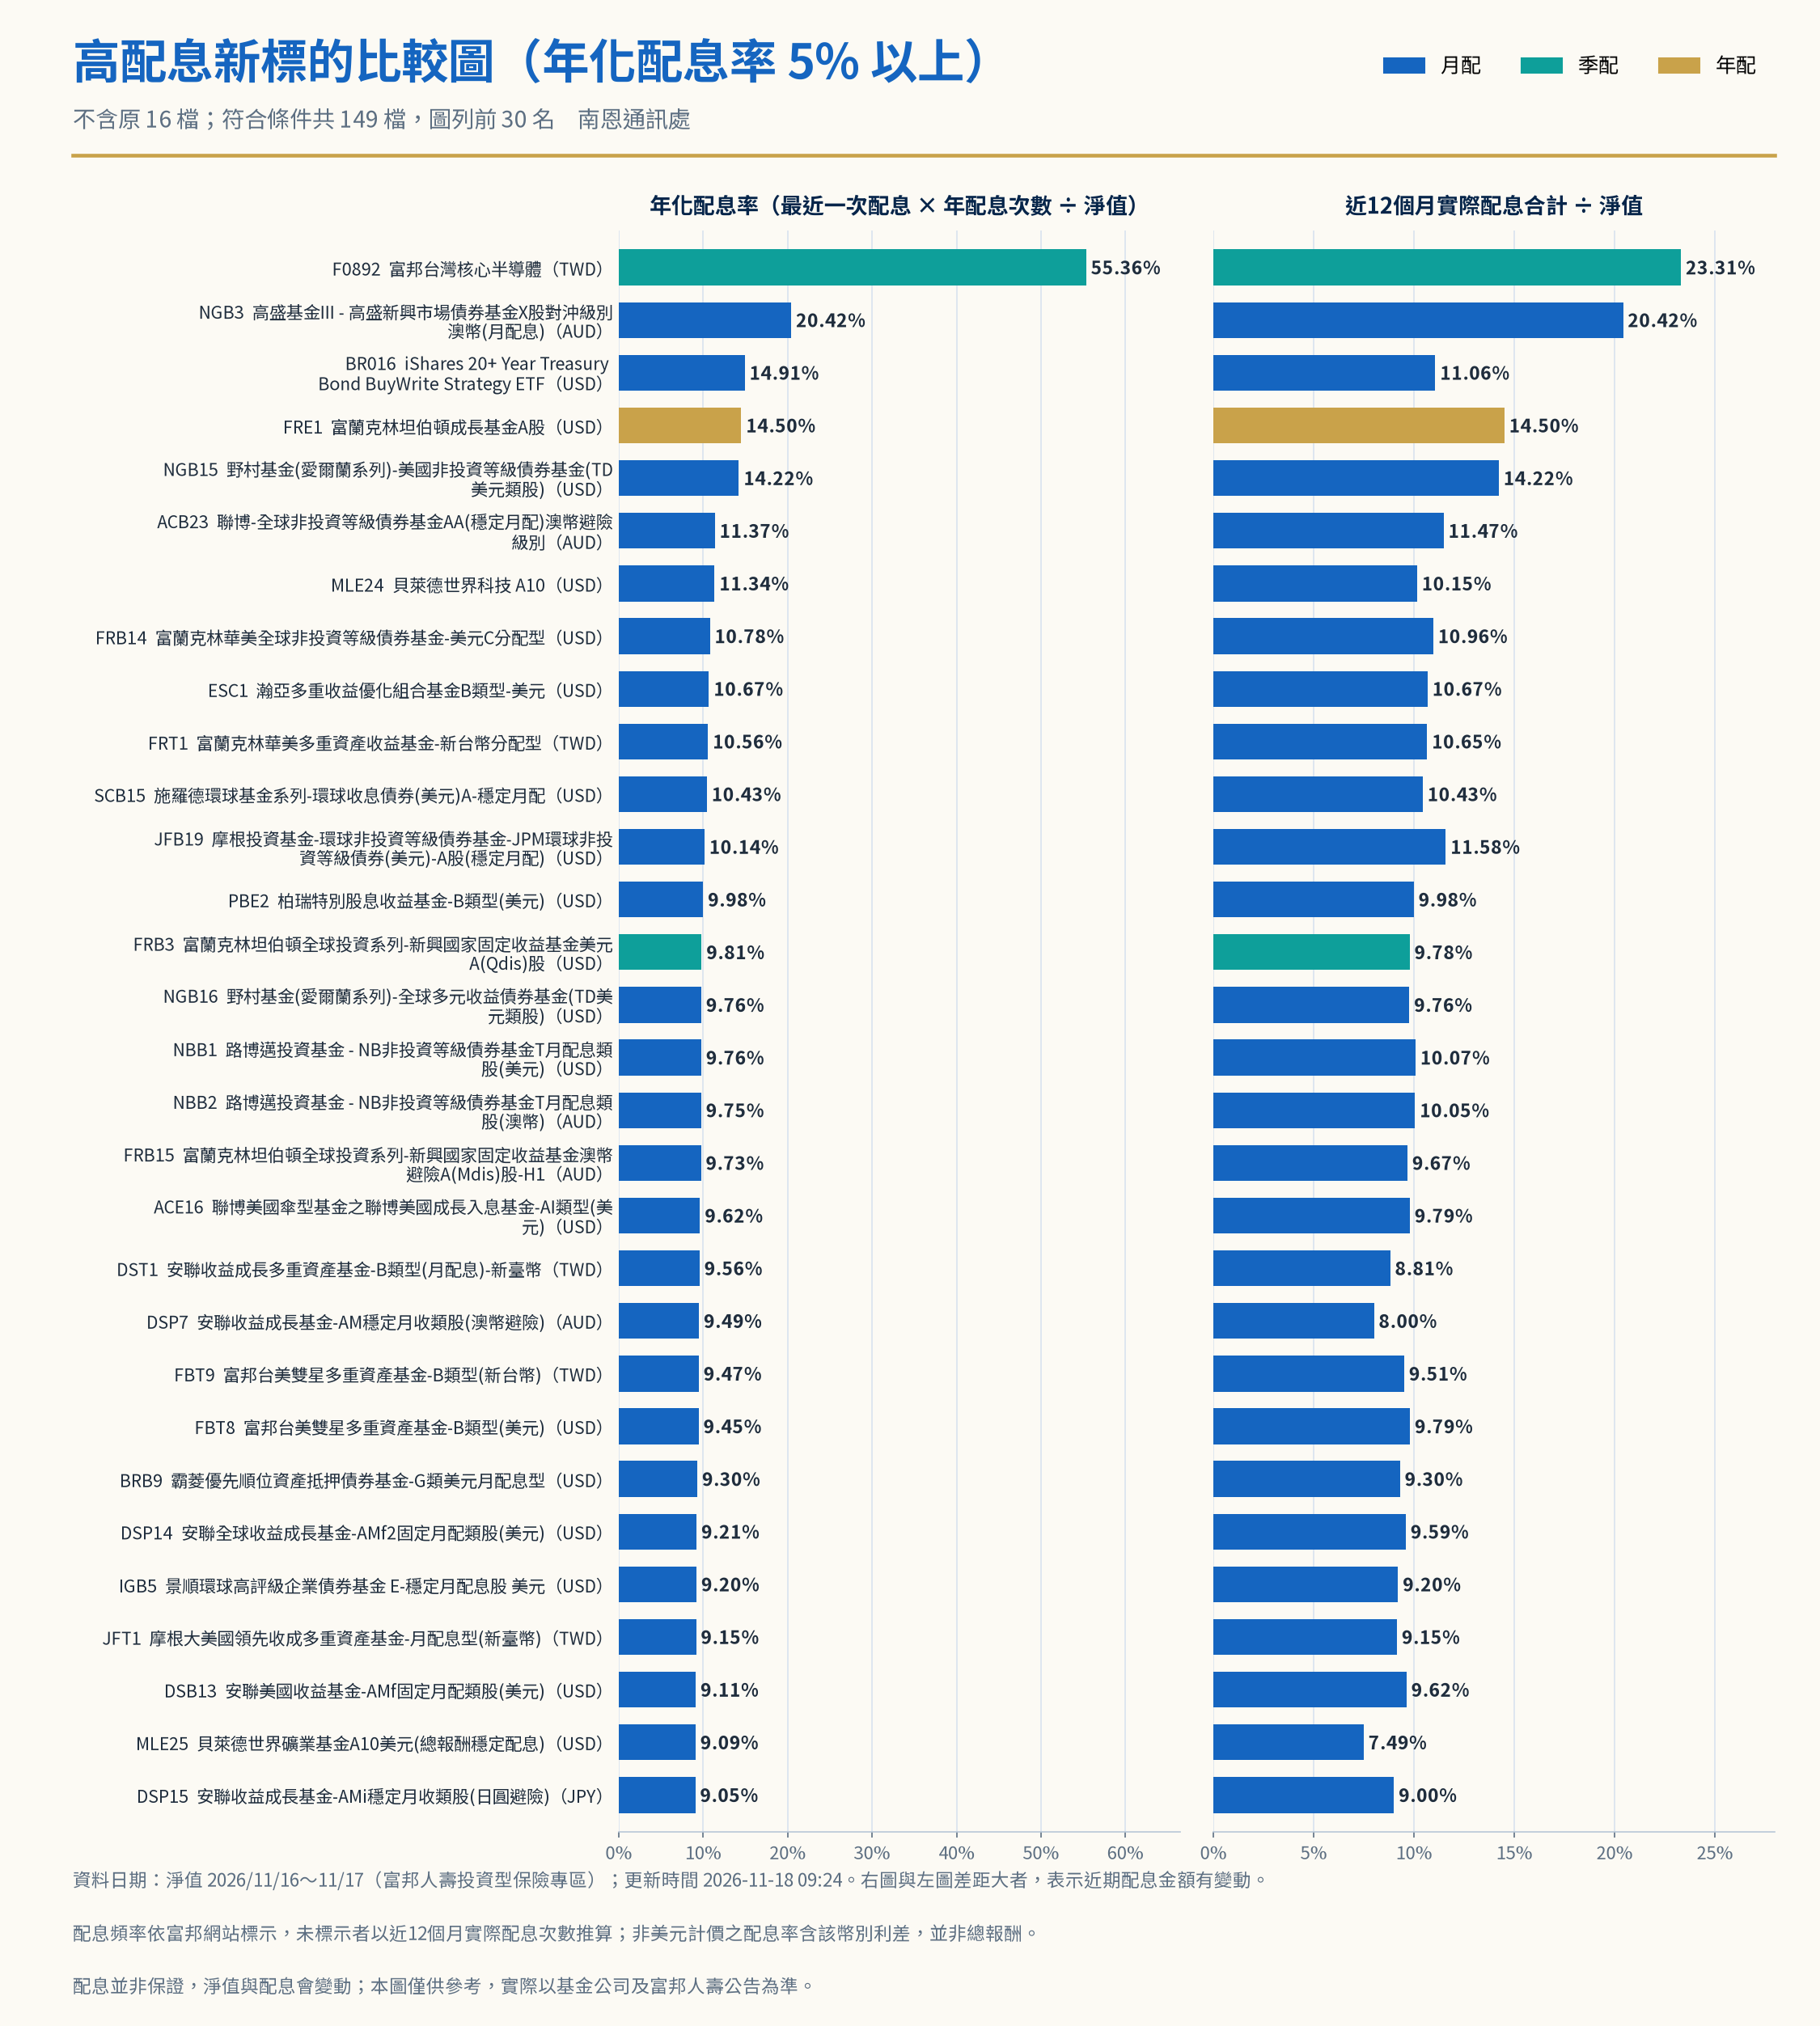 高配息新標的比較圖（年化配息率 5% 以上）
月配 季配 年配
不含原 16 檔；符合條件共 149 檔，圖列前 30 名　南恩通訊處
年化配息率（最近一次配息 × 年配息次數 ÷ 淨值）
近12個月實際配息合計 ÷ 淨值
F0892 富邦台灣核心半導體（TWD） 55.36% 23.31%
NGB3 高盛基金III - 高盛新興市場債券基金X股對沖級別
澳幣(月配息)（AUD） 20.42% 20.42%
BR016 iShares 20+ Year Treasury
Bond BuyWrite Strategy ETF（USD） 14.91% 11.06%
FRE1 富蘭克林坦伯頓成長基金A股（USD） 14.50% 14.50%
NGB15 野村基金(愛爾蘭系列)-美國非投資等級債券基金(TD
美元類股)（USD） 14.22% 14.22%
ACB23 聯博-全球非投資等級債券基金AA(穩定月配)澳幣避險
級別（AUD） 11.37% 11.47%
MLE24 貝萊德世界科技 A10（USD） 11.34% 10.15%
FRB14 富蘭克林華美全球非投資等級債券基金-美元C分配型（USD） 10.78% 10.96%
ESC1 瀚亞多重收益優化組合基金B類型-美元（USD） 10.67% 10.67%
FRT1 富蘭克林華美多重資產收益基金-新台幣分配型（TWD） 10.56% 10.65%
SCB15 施羅德環球基金系列-環球收息債券(美元)A-穩定月配（USD） 10.43% 10.43%
JFB19 摩根投資基金-環球非投資等級債券基金-JPM環球非投
資等級債券(美元)-A股(穩定月配)（USD） 10.14% 11.58%
PBE2 柏瑞特別股息收益基金-B類型(美元)（USD） 9.98% 9.98%
FRB3 富蘭克林坦伯頓全球投資系列-新興國家固定收益基金美元
A(Qdis)股（USD） 9.81% 9.78%
NGB16 野村基金(愛爾蘭系列)-全球多元收益債券基金(TD美
元類股)（USD） 9.76% 9.76%
NBB1 路博邁投資基金 - NB非投資等級債券基金T月配息類
股(美元)（USD） 9.76% 10.07%
NBB2 路博邁投資基金 - NB非投資等級債券基金T月配息類
股(澳幣)（AUD） 9.75% 10.05%
FRB15 富蘭克林坦伯頓全球投資系列-新興國家固定收益基金澳幣
避險A(Mdis)股-H1（AUD） 9.73% 9.67%
ACE16 聯博美國傘型基金之聯博美國成長入息基金-AI類型(美
元)（USD） 9.62% 9.79%
DST1 安聯收益成長多重資產基金-B類型(月配息)-新臺幣（TWD） 9.56% 8.81%
DSP7 安聯收益成長基金-AM穩定月收類股(澳幣避險)（AUD） 9.49% 8.00%
FBT9 富邦台美雙星多重資產基金-B類型(新台幣)（TWD） 9.47% 9.51%
FBT8 富邦台美雙星多重資產基金-B類型(美元)（USD） 9.45% 9.79%
BRB9 霸菱優先順位資產抵押債券基金-G類美元月配息型（USD） 9.30% 9.30%
DSP14 安聯全球收益成長基金-AMf2固定月配類股(美元)（USD） 9.21% 9.59%
IGB5 景順環球高評級企業債券基金 E-穩定月配息股 美元（USD） 9.20% 9.20%
JFT1 摩根大美國領先收成多重資產基金-月配息型(新臺幣)（TWD） 9.15% 9.15%
DSB13 安聯美國收益基金-AMf固定月配類股(美元)（USD） 9.11% 9.62%
MLE25 貝萊德世界礦業基金A10美元(總報酬穩定配息)（USD） 9.09% 7.49%
DSP15 安聯收益成長基金-AMi穩定月收類股(日圓避險)（JPY） 9.05% 9.00%
0% 10% 20% 30% 40% 50% 60% 0% 5% 10% 15% 20% 25%
資料日期：淨值 2026/11/16～11/17（富邦人壽投資型保險專區）；更新時間 2026-11-18 09:24。右圖與左圖差距大者，表示近期配息金額有變動。
配息頻率依富邦網站標示，未標示者以近12個月實際配息次數推算；非美元計價之配息率含該幣別利差，並非總報酬。
配息並非保證，淨值與配息會變動；本圖僅供參考，實際以基金公司及富邦人壽公告為準。